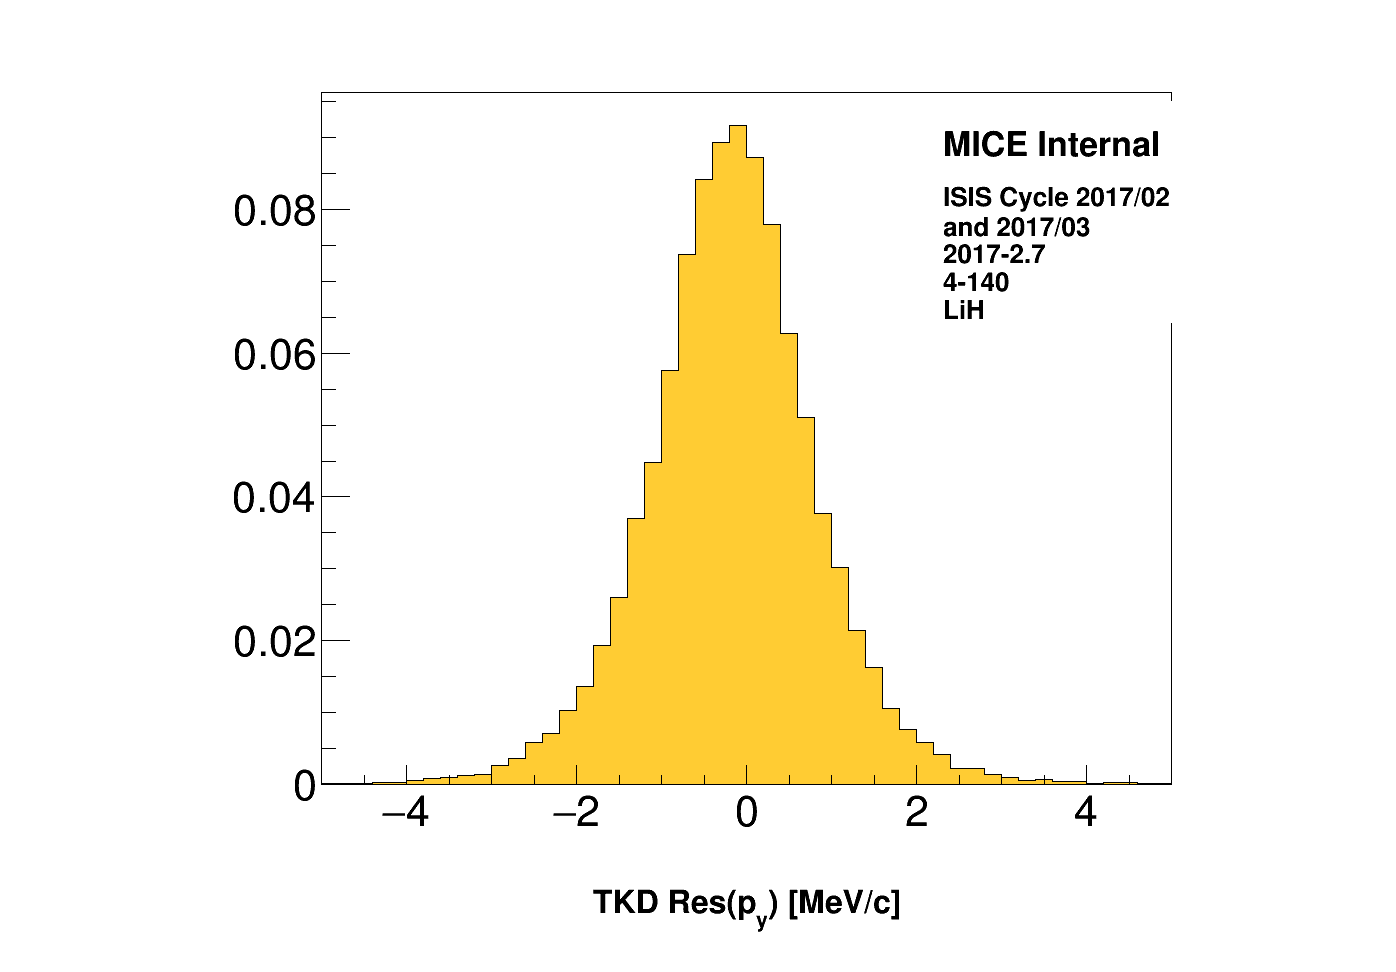 MICE Internal
ISIS Cycle 2017/02
and 2017/03
2017-2.7
4-140
LiH
0.08
0.06
0.04
0.02
0
−4 −2 0 2 4
TKD Res(p_y) [MeV/c]